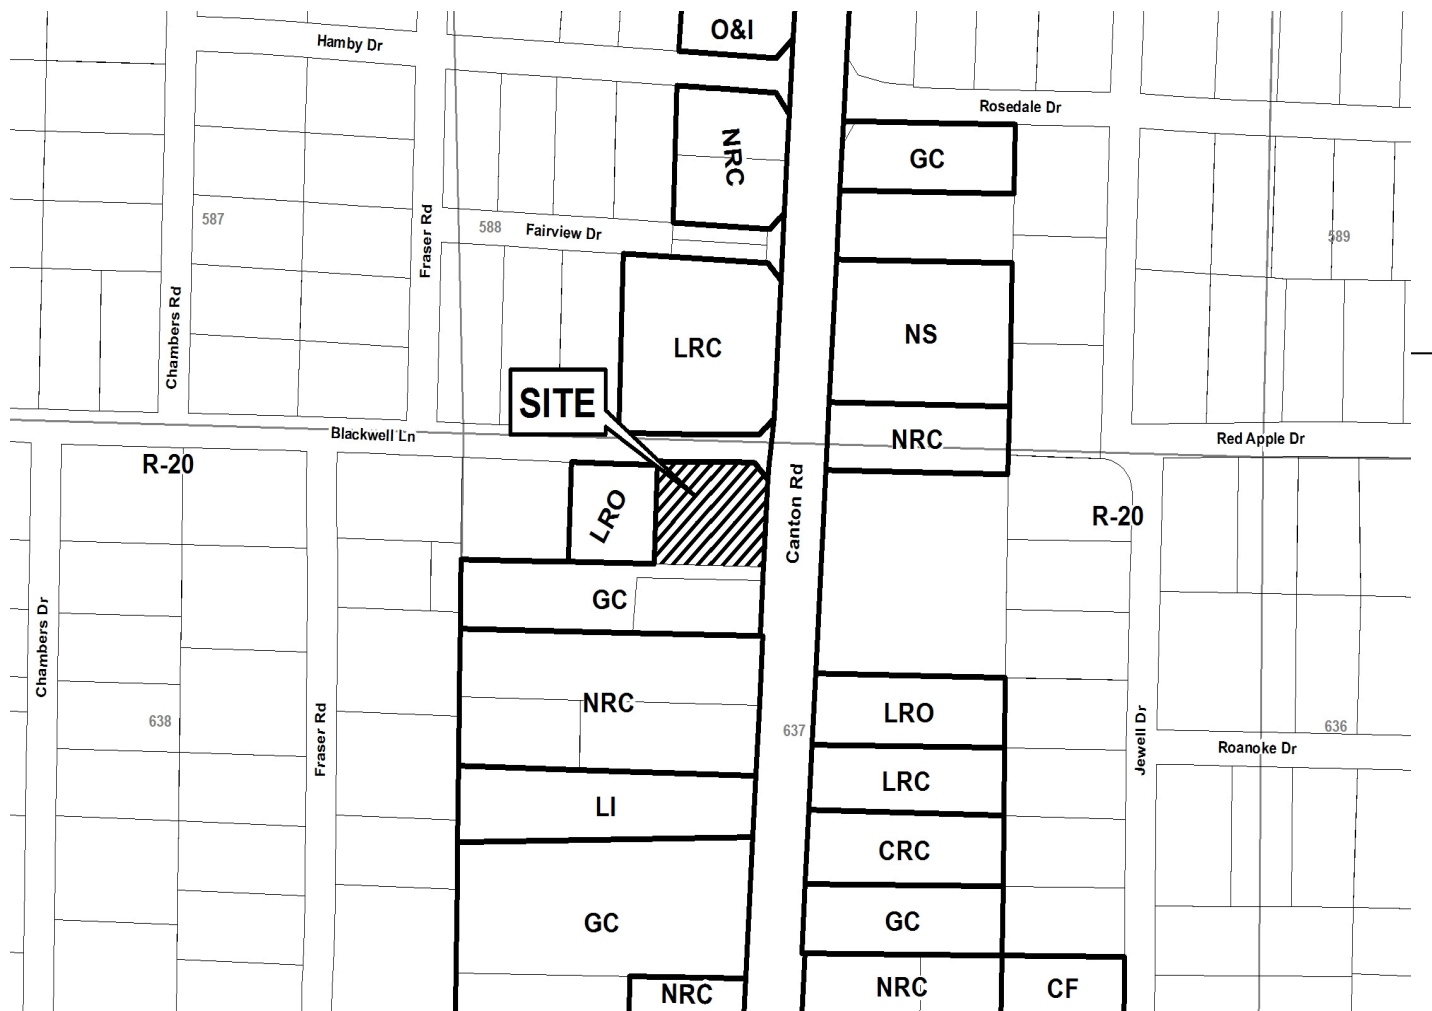 O&I
Hamby Dr
Rosedale Dr
NRC
GC
587
588
Fairview Dr
Fraser Rd
589
Chambers Rd
LRC
NS
SITE
Blackwell Ln
NRC
Red Apple Dr
R-20
Canton Rd
LRO
R-20
GC
Chambers Dr
NRC
LRO
638
637
636
Fraser Rd
Jewell Dr
Roanoke Dr
LRC
LI
CRC
GC
GC
NRC
NRC
CF